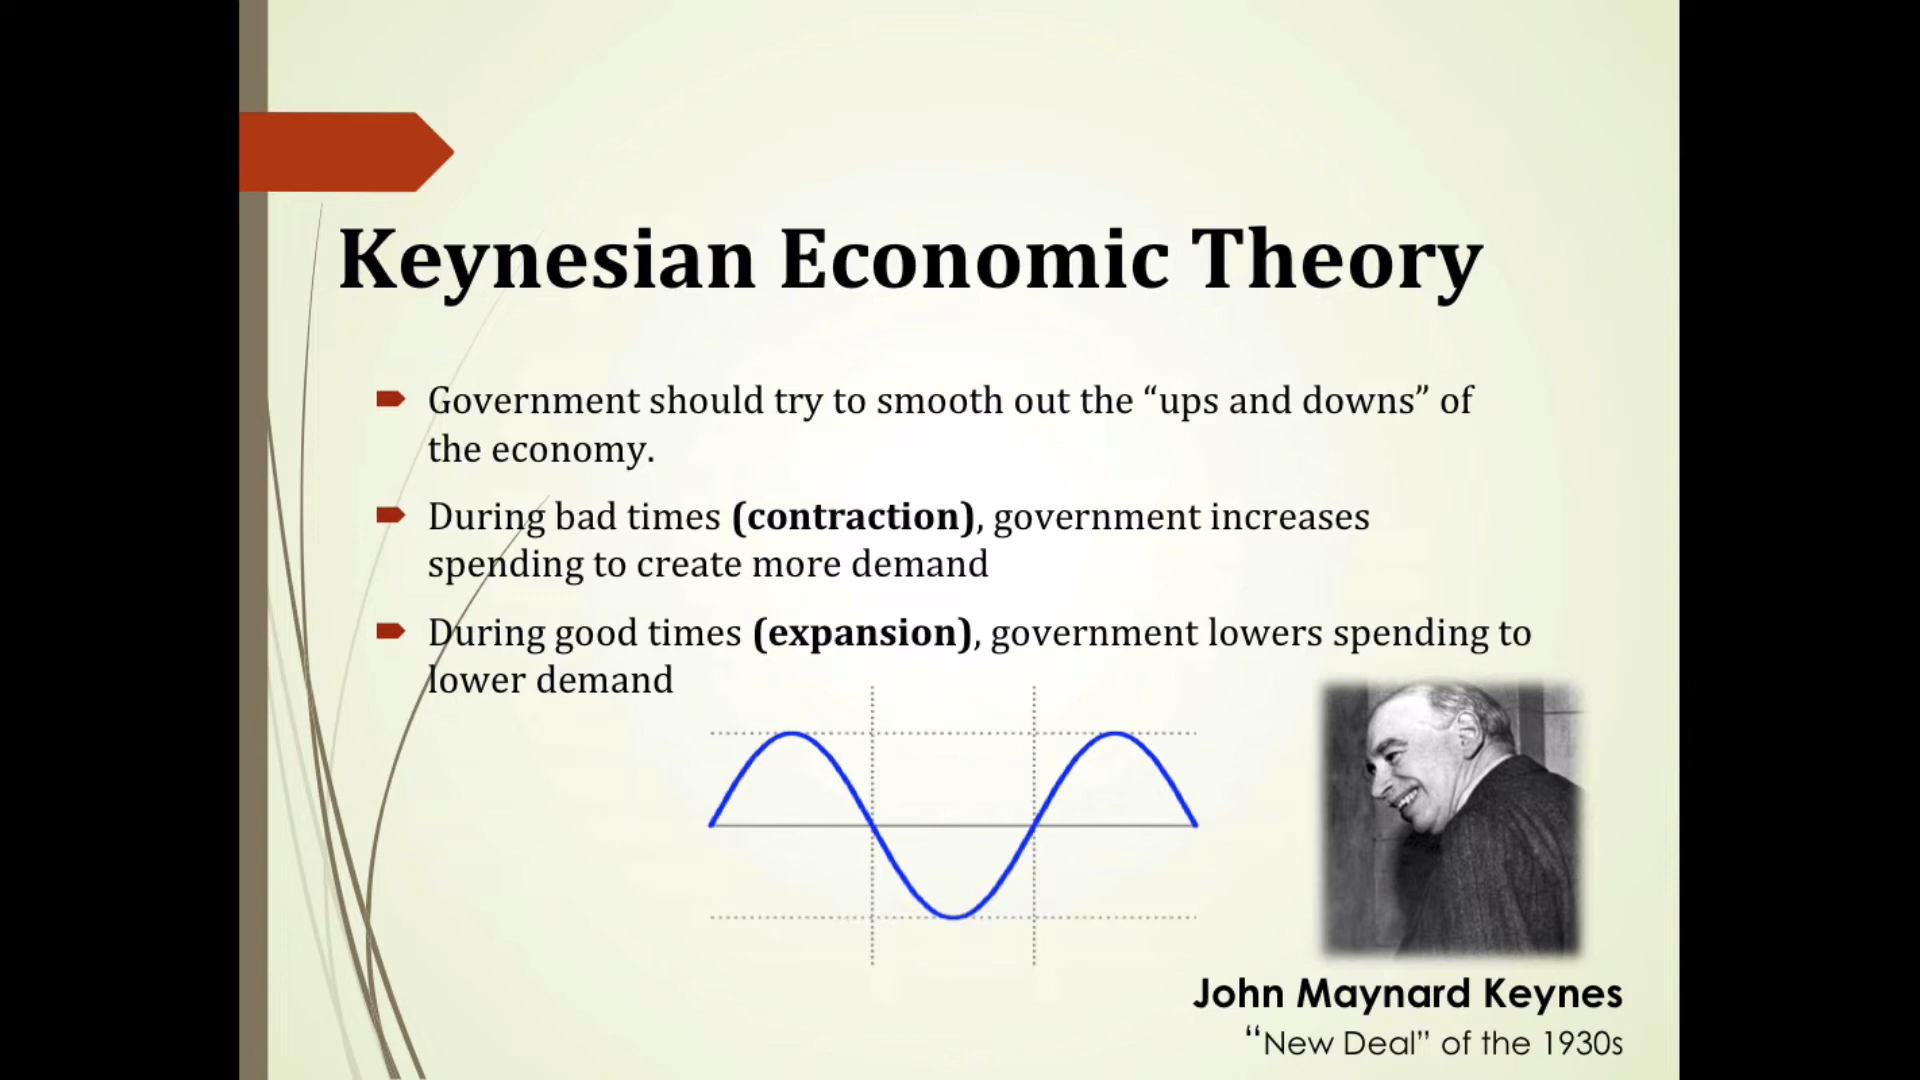 Keynesian Economic Theory
Government should try to smooth out the “ups and downs” of
the economy.
During bad times (contraction), government increases
spending to create more demand
During good times (expansion), government lowers spending to
lower demand
John Maynard Keynes
“New Deal” of the 1930s